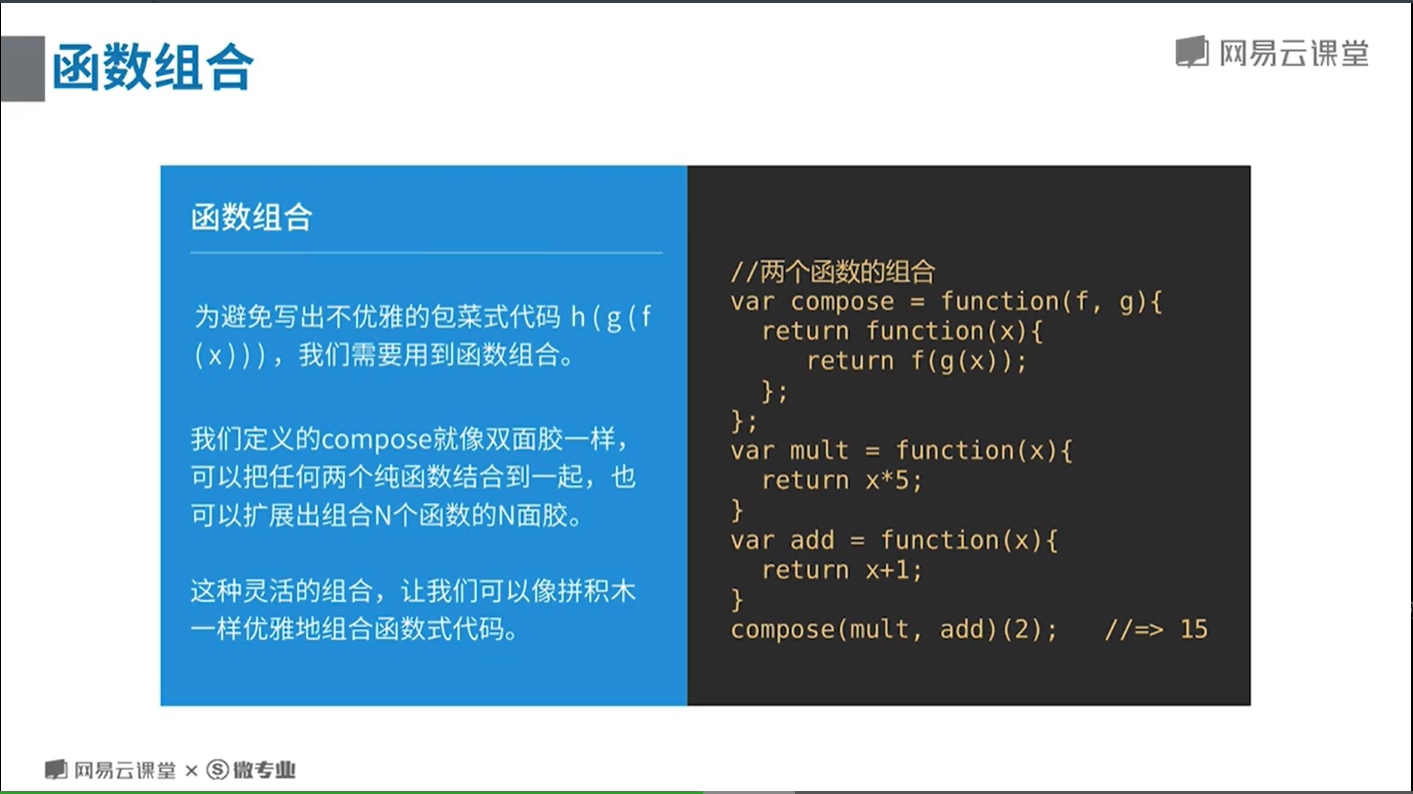 函数组合
网易云课堂
函数组合
为避免写出不优雅的包菜式代码 h(g(f
(x))),我们需要用到函数组合。
我们定义的compose就像双面胶一样,
可以把任何两个纯函数结合到一起,也
可以扩展出组合N个函数的N面胶。
这种灵活的组合,让我们可以像拼积木
一样优雅地组合函数式代码。
//两个函数的组合
var compose = function(f, g){
  return function(x){
     return f(g(x));
  };
};
var mult = function(x){
  return x*5;
}
var add = function(x){
  return x+1;
}
compose(mult, add)(2);   //=> 15
网易云课堂 × Ⓢ 微专业